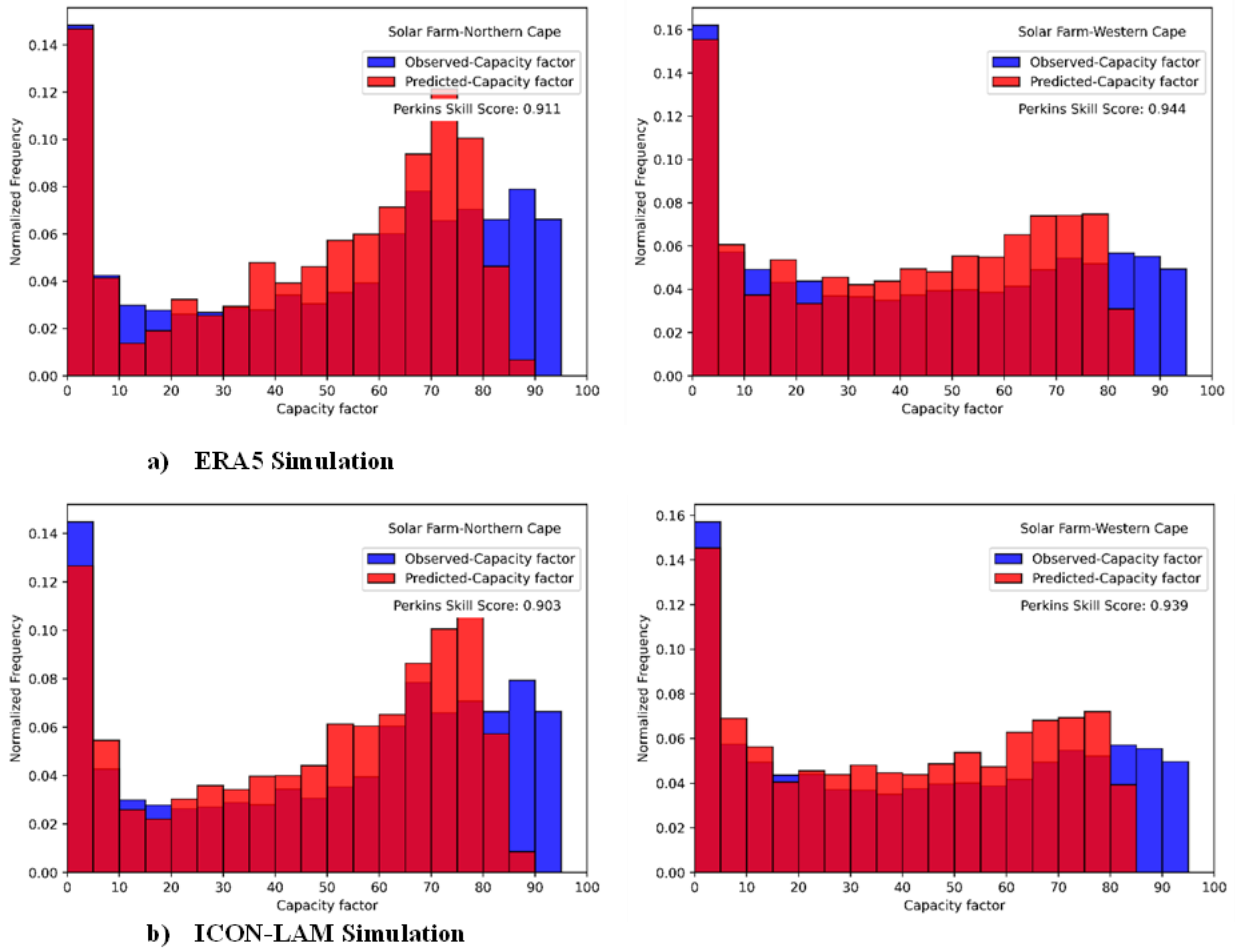 Solar Farm-Northern Cape
Observed-Capacity factor
Predicted-Capacity factor
Perkins Skill Score: 0.911
Normalized Frequency
0.14
0.12
0.10
0.08
0.06
0.04
0.02
0.00
0 10 20 30 40 50 60 70 80 90 100
Capacity factor
Solar Farm-Western Cape
Observed-Capacity factor
Predicted-Capacity factor
Perkins Skill Score: 0.944
Normalized Frequency
0.16
0.14
0.12
0.10
0.08
0.06
0.04
0.02
0.00
0 10 20 30 40 50 60 70 80 90 100
Capacity factor
a) ERA5 Simulation
Solar Farm-Northern Cape
Observed-Capacity factor
Predicted-Capacity factor
Perkins Skill Score: 0.903
Normalized Frequency
0.14
0.12
0.10
0.08
0.06
0.04
0.02
0.00
0 10 20 30 40 50 60 70 80 90 100
Capacity factor
Solar Farm-Western Cape
Observed-Capacity factor
Predicted-Capacity factor
Perkins Skill Score: 0.939
Normalized Frequency
0.16
0.14
0.12
0.10
0.08
0.06
0.04
0.02
0.00
0 10 20 30 40 50 60 70 80 90 100
Capacity factor
b) ICON-LAM Simulation